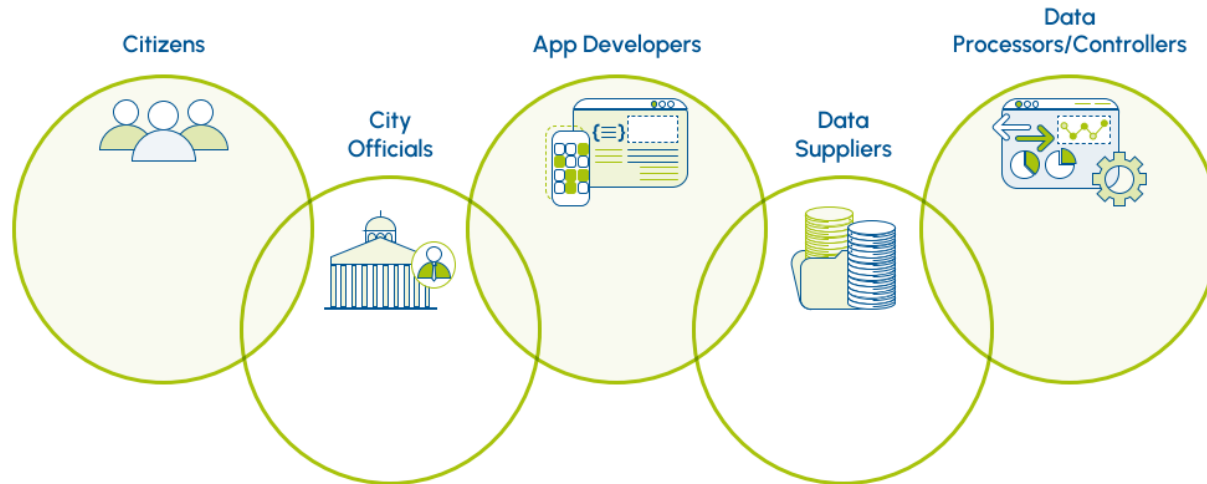 Citizens
City
Officials
App Developers
{=}
Data
Suppliers
Data
Processors/Controllers